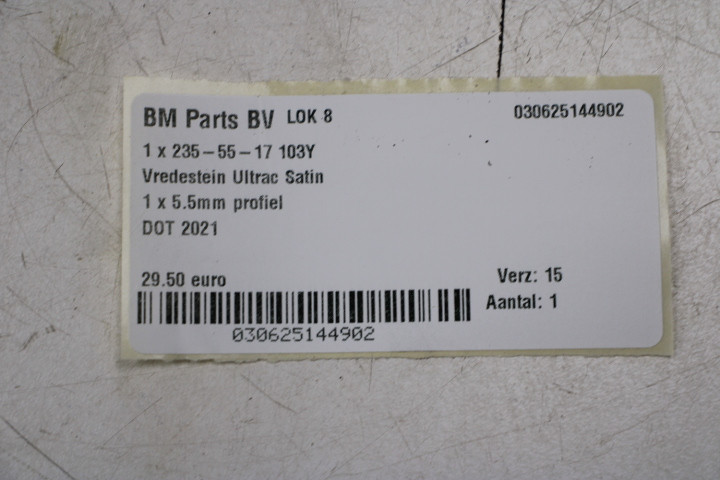 BM Parts BV LOK 8 030625144902
1 x 235-55-17 103Y
Vredestein Ultrac Satin
1 x 5.5mm profiel
DOT 2021
29.50 euro Verz: 15
Aantal: 1
030625144902